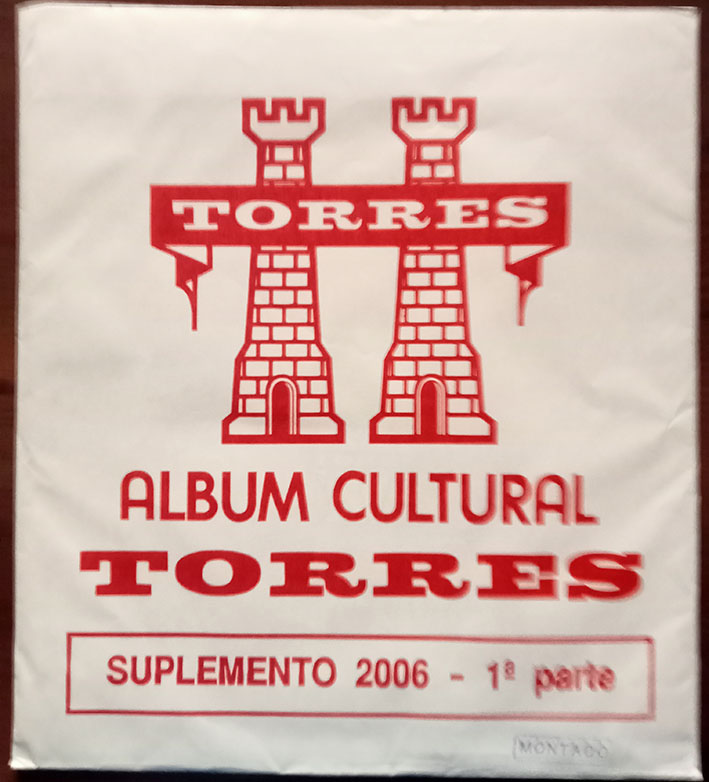 TORRES
ALBUM CULTURAL
TORRES
SUPLEMENTO 2006 - 1ª parte
MONTADO